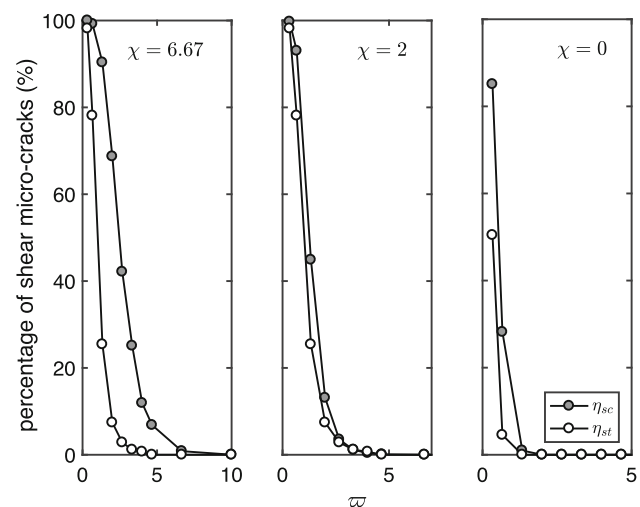 percentage of shear micro-cracks (%)
100
80
60
40
20
0
χ = 6.67
χ = 2
χ = 0
η_sc
η_st
0 5 10
0 5
0 5
ϖ